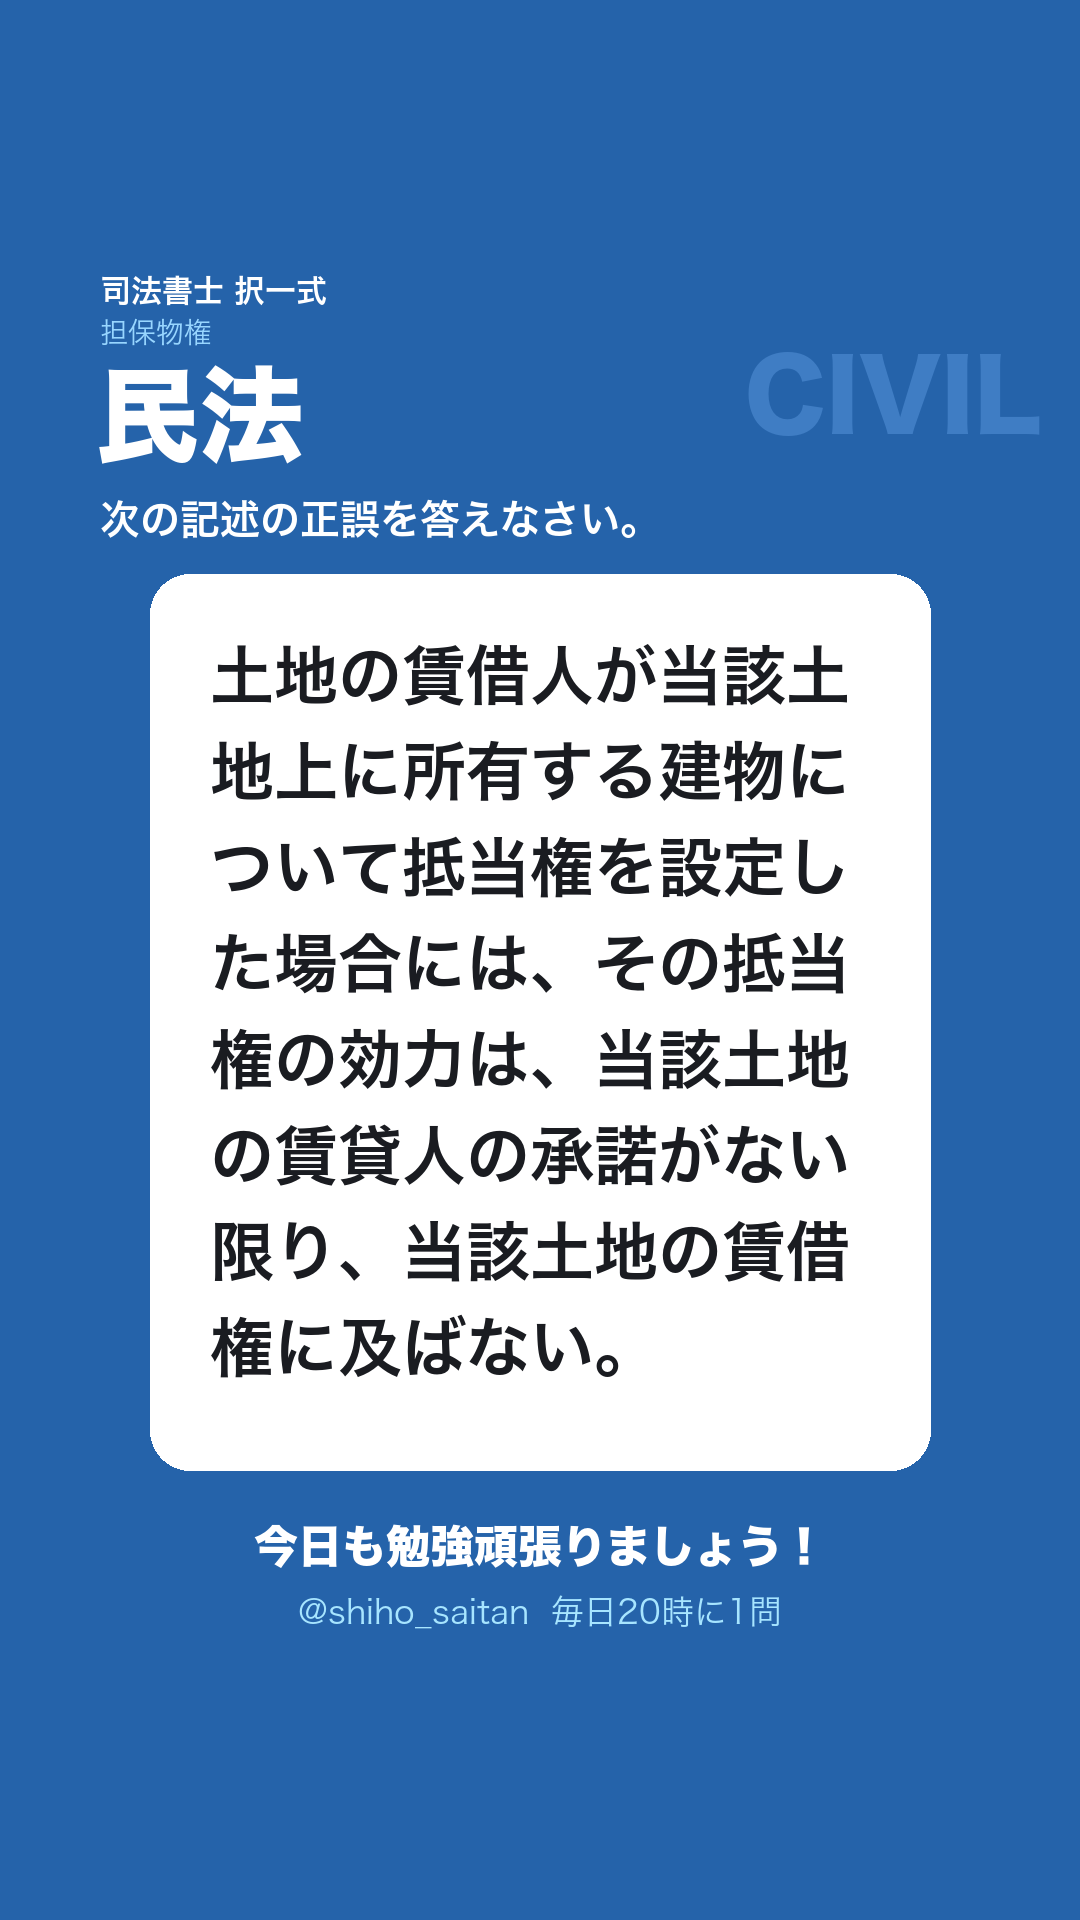 司法書士 択一式
担保物権
民法
CIVIL
次の記述の正誤を答えなさい。
土地の賃借人が当該土
地上に所有する建物に
ついて抵当権を設定し
た場合には、その抵当
権の効力は、当該土地
の賃貸人の承諾がない
限り、当該土地の賃借
権に及ばない。
今日も勉強頑張りましょう！
@shiho_saitan 毎日20時に1問